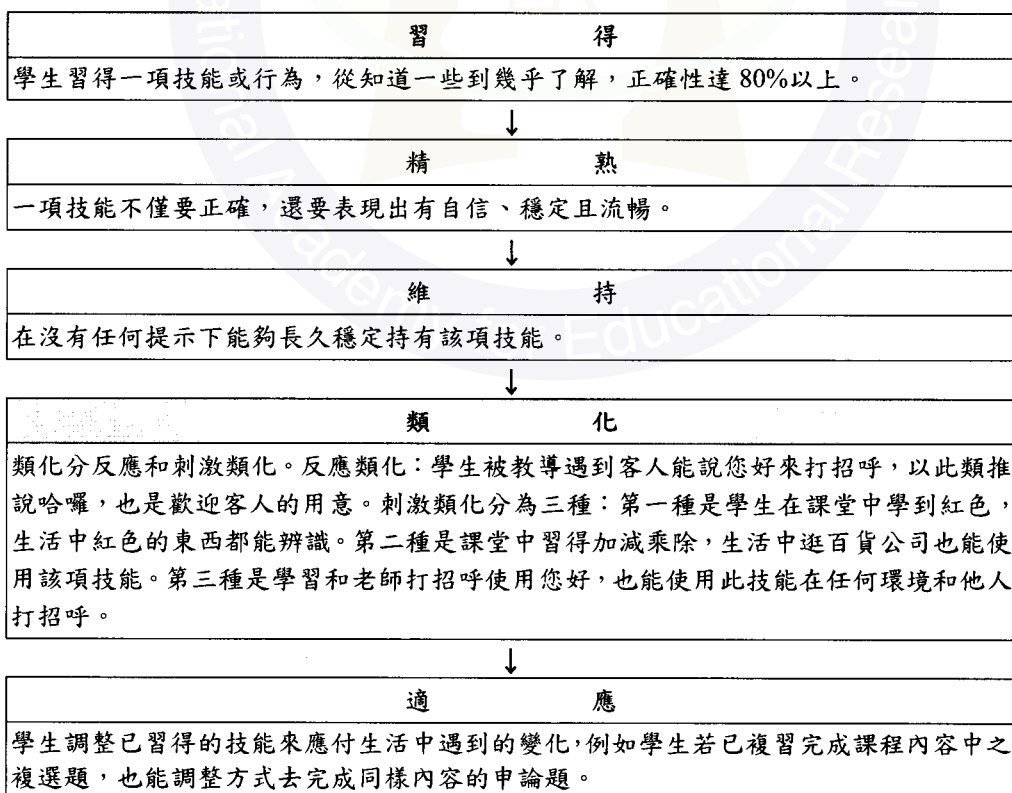 習 得
學生習得一項技能或行為，從知道一些到幾乎了解，正確性達 80%以上。
↓
精 熟
一項技能不僅要正確，還要表現出有自信、穩定且流暢。
↓
維 持
在沒有任何提示下能夠長久穩定持有該項技能。
↓
類 化
類化分反應和刺激類化。反應類化：學生被教導遇到客人能說您好來打招呼，以此類推
說哈囉，也是歡迎客人的用意。刺激類化分為三種：第一種是學生在課堂中學到紅色，
生活中紅色的東西都能辨識。第二種是課堂中習得加減乘除，生活中逛百貨公司也能使
用該項技能。第三種是學習和老師打招呼使用您好，也能使用此技能在任何環境和他人
打招呼。
↓
適 應
學生調整已習得的技能來應付生活中遇到的變化，例如學生若已複習完成課程內容中之
複選題，也能調整方式去完成同樣內容的申論題。